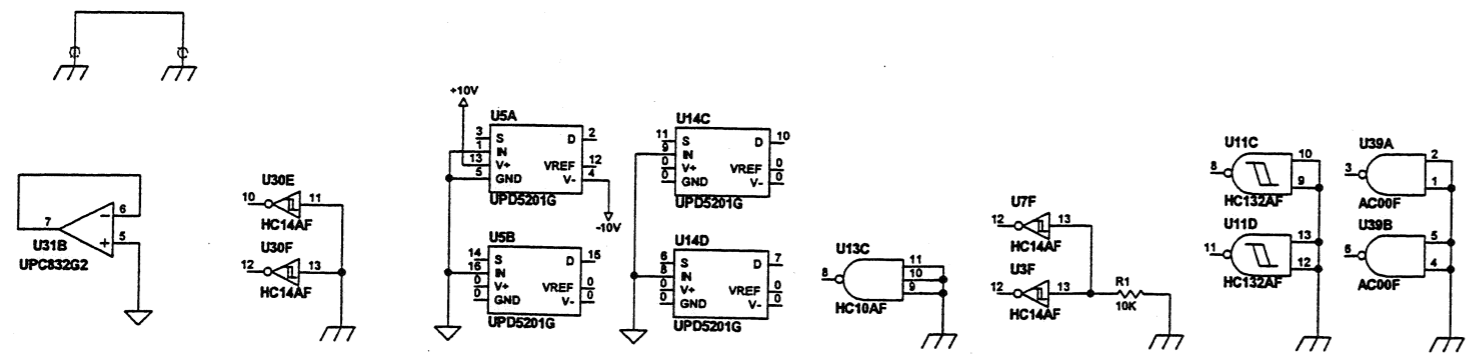 +10V
U5A
3 S D 2
1 IN
13 V+ VREF 12
5 GND V- 4
UPD5201G
-10V
U14C
11 S D 10
9 IN
0 V+ VREF 0
0 GND V- 0
UPD5201G
U31B
7
6
5
UPC832G2
U30E
10 11
HC14AF
U30F
12 13
HC14AF
U5B
14 S D 15
16 IN
0 V+ VREF 0
0 GND V- 0
UPD5201G
U14D
6 S D 7
8 IN
0 V+ VREF 0
0 GND V- 0
UPD5201G
U13C
8 11
10
9
HC10AF
U7F
12 13
HC14AF
U3F
12 13
HC14AF
R1
10K
U11C
8 10
9
HC132AF
U11D
11 13
12
HC132AF
U39A
3 2
1
AC00F
U39B
6 5
4
AC00F